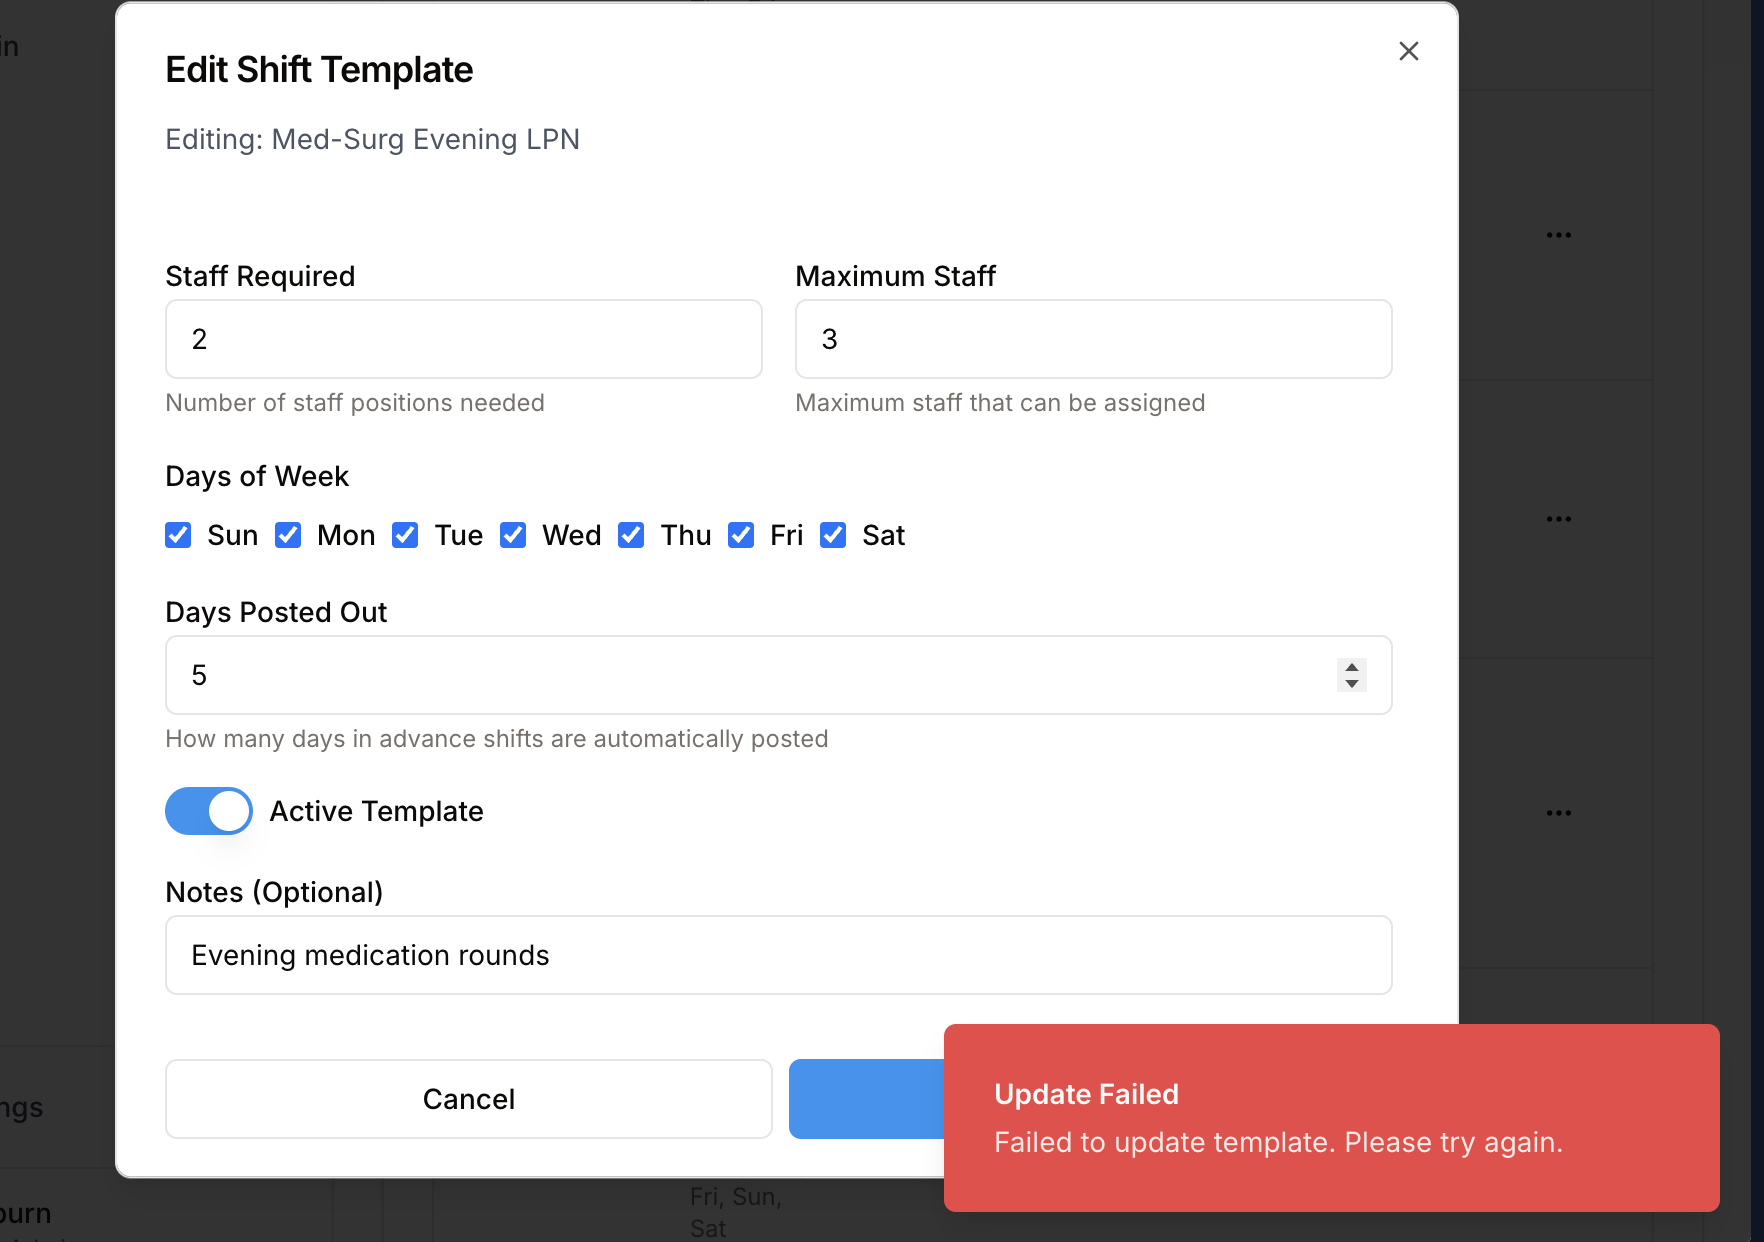 Edit Shift Template
Editing: Med-Surg Evening LPN
Staff Required
2
Number of staff positions needed
Maximum Staff
3
Maximum staff that can be assigned
Days of Week
Sun Mon Tue Wed Thu Fri Sat
Days Posted Out
5
How many days in advance shifts are automatically posted
Active Template
Notes (Optional)
Evening medication rounds
Cancel
Update Failed
Failed to update template. Please try again.
Fri, Sun,
Sat